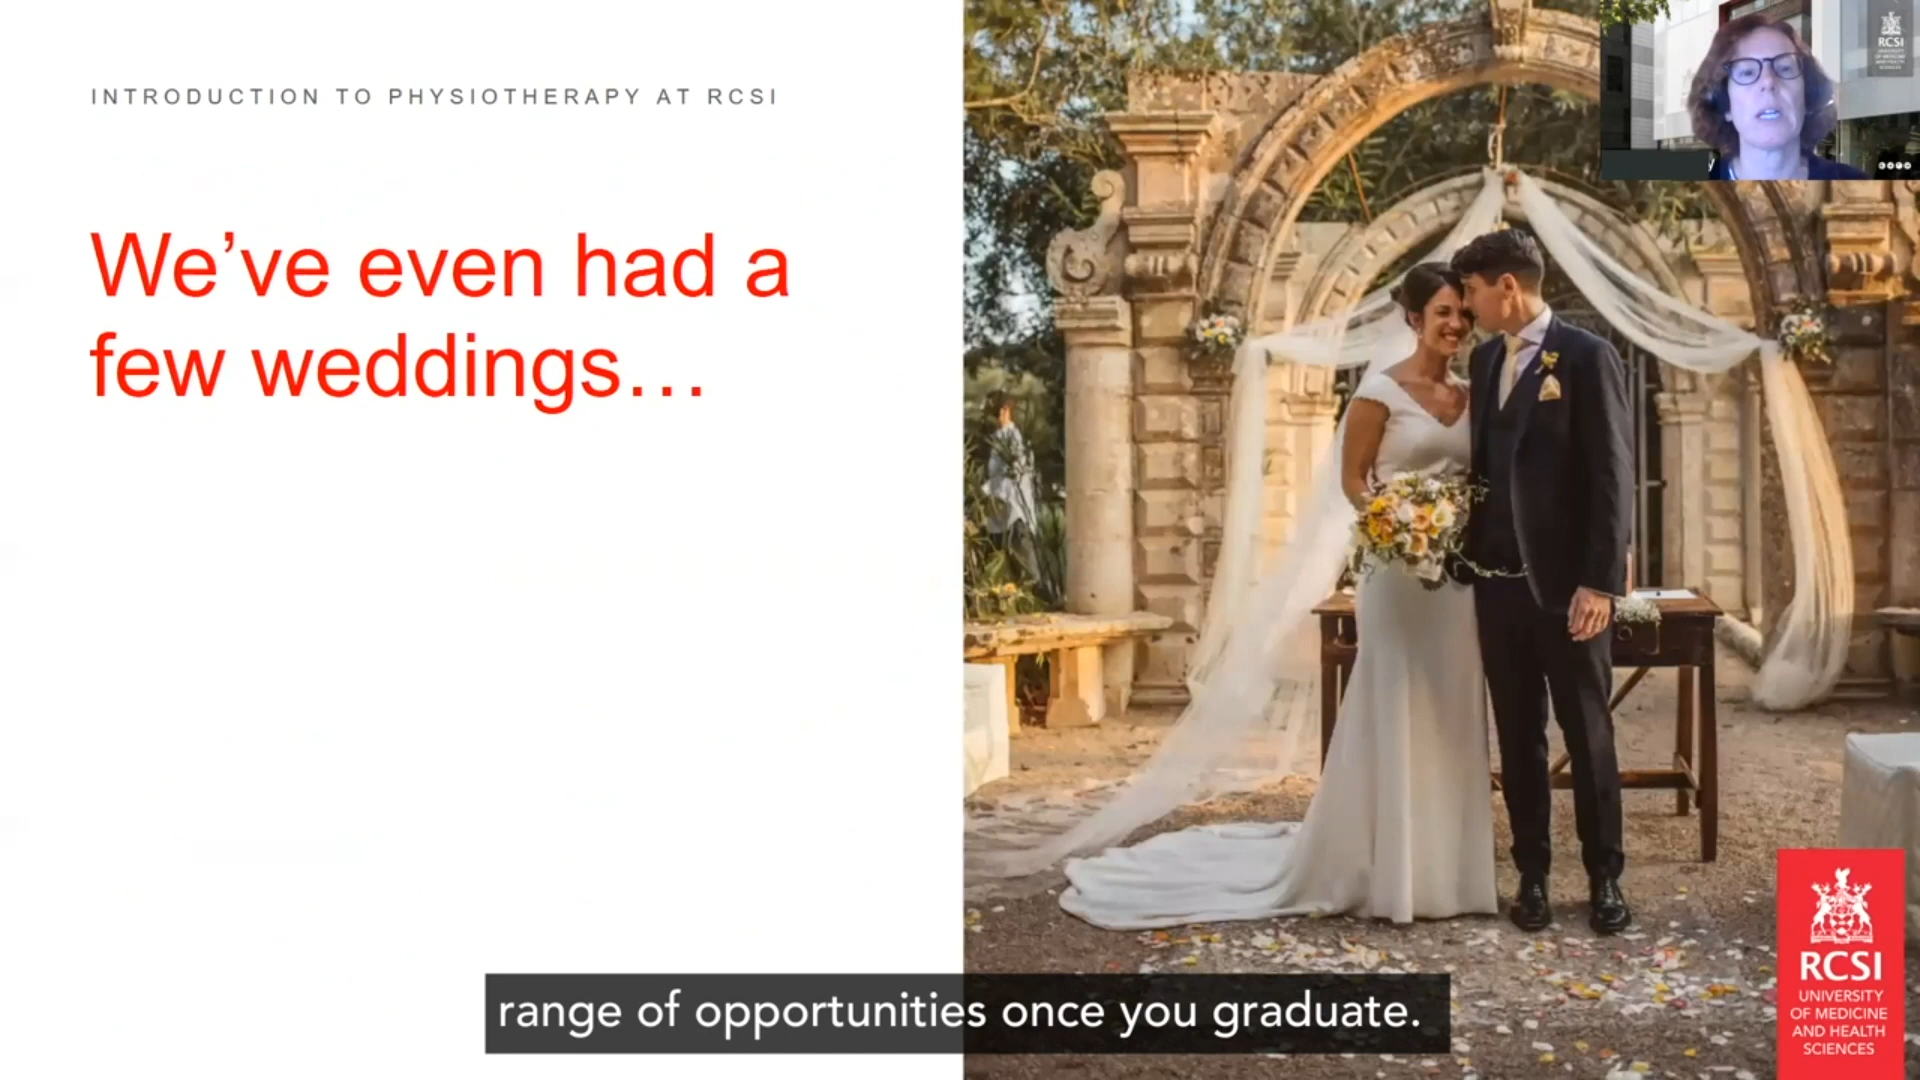 INTRODUCTION TO PHYSIOTHERAPY AT RCSI
We’ve even had a
few weddings…
RCSI
range of opportunities once you graduate.
RCSI
UNIVERSITY
OF MEDICINE
AND HEALTH
SCIENCES